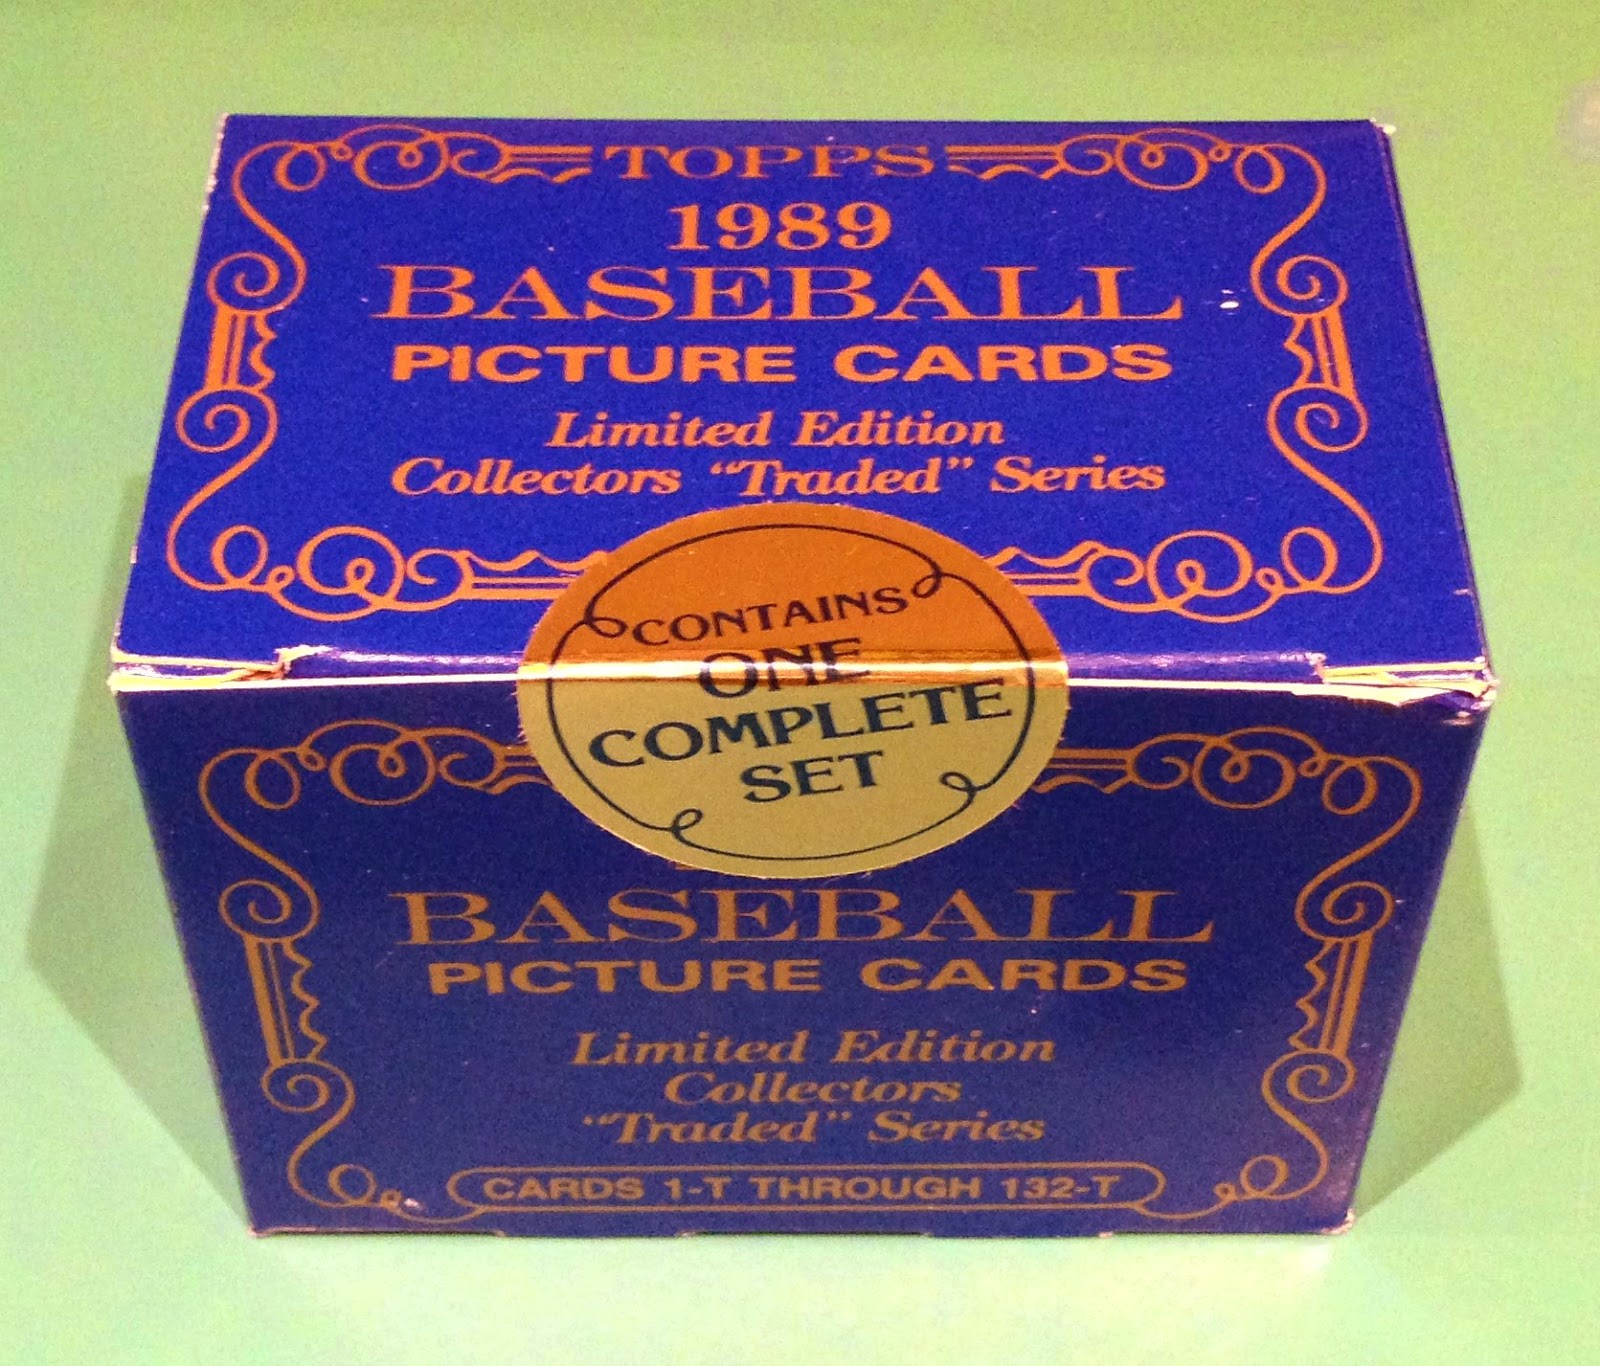 TOPPS
1989
BASEBALL
PICTURE CARDS
Limited Edition
Collectors "Traded" Series
CONTAINS
ONE
COMPLETE
SET
BASEBALL
PICTURE CARDS
Limited Edition
Collectors
"Traded" Series
CARDS 1-T THROUGH 132-T